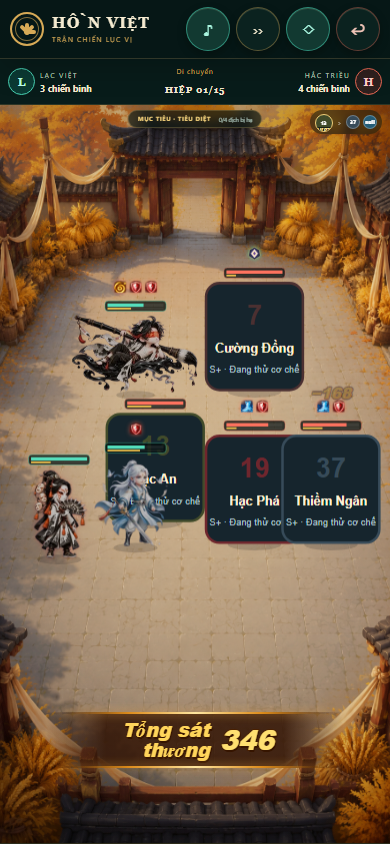 HỒN VIỆT
TRẬN CHIẾN LỤC VỊ
L
LẠC VIỆT
3 chiến binh
Di chuyển
HIỆP 01/15
HẮC TRIỀU
4 chiến binh
H
MỤC TIÊU · TIÊU DIỆT 0/4 địch bị hạ
37
7
Cường Đồng
S+ · Đang thử cơ chế
-168
13
An
cơ chế
19
Hạc Phá
S+ · Đang thử cơ
37
Thiềm Ngân
S+ · Đang thử cơ chế
Tổng sát
thương
346